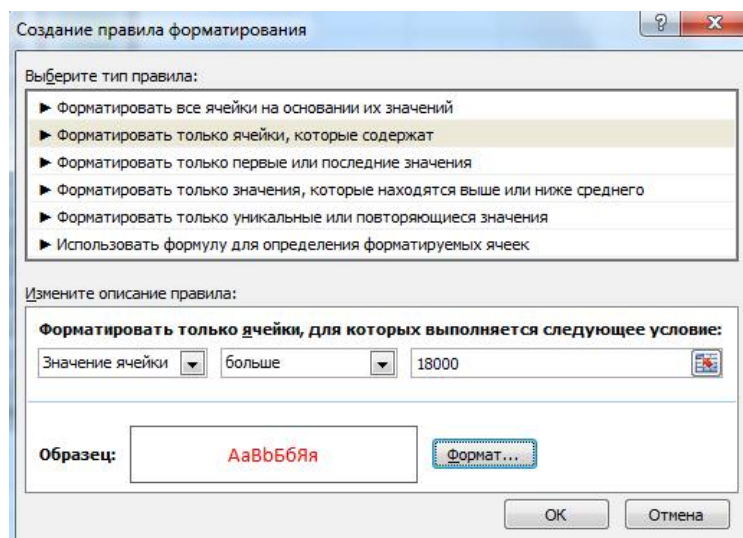 Создание правила форматирования
Выберите тип правила:
► Форматировать все ячейки на основании их значений
► Форматировать только ячейки, которые содержат
► Форматировать только первые или последние значения
► Форматировать только значения, которые находятся выше или ниже среднего
► Форматировать только уникальные или повторяющиеся значения
► Использовать формулу для определения форматируемых ячеек
Измените описание правила:
Форматировать только ячейки, для которых выполняется следующее условие:
Значение ячейки больше 18000
Образец: АаВbБбЯя Формат...
ОК Отмена